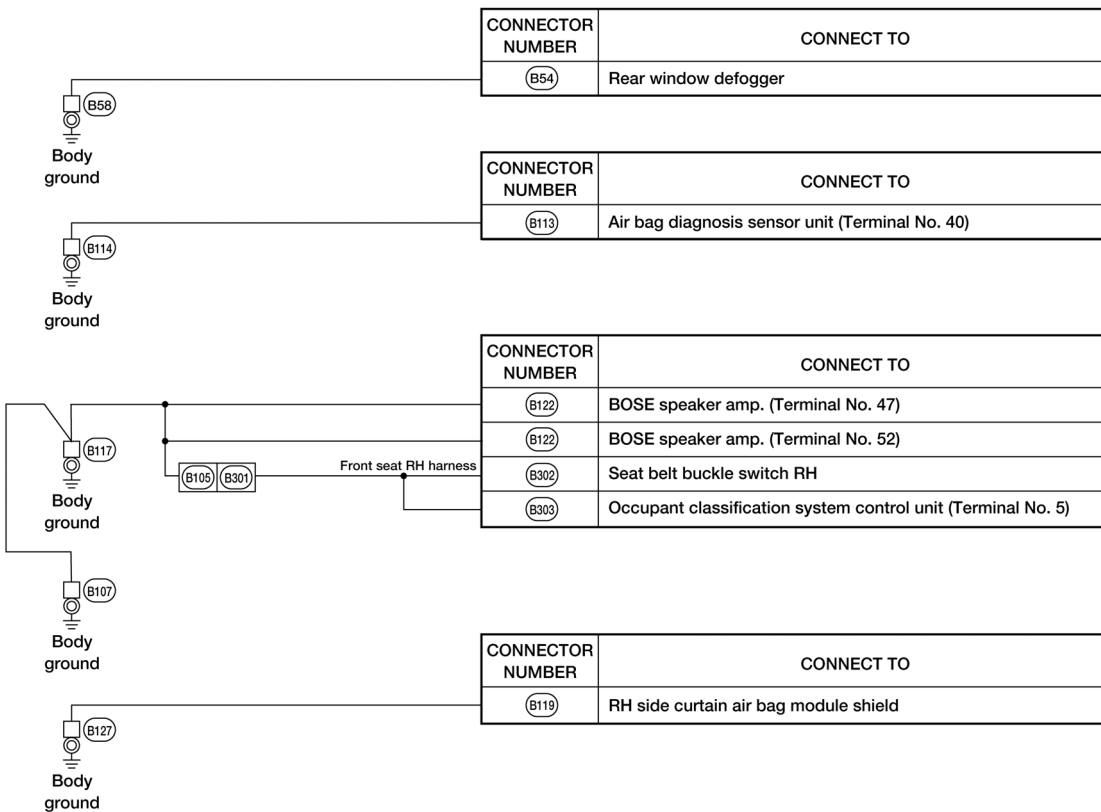 CONNECTOR NUMBER CONNECT TO
B54 Rear window defogger
B58
Body
ground
CONNECTOR NUMBER CONNECT TO
B113 Air bag diagnosis sensor unit (Terminal No. 40)
B114
Body
ground
CONNECTOR NUMBER CONNECT TO
B122 BOSE speaker amp. (Terminal No. 47)
B122 BOSE speaker amp. (Terminal No. 52)
B117
Body
ground
B105 B301 Front seat RH harness B302 Seat belt buckle switch RH
B303 Occupant classification system control unit (Terminal No. 5)
B107
Body
ground
CONNECTOR NUMBER CONNECT TO
B119 RH side curtain air bag module shield
B127
Body
ground